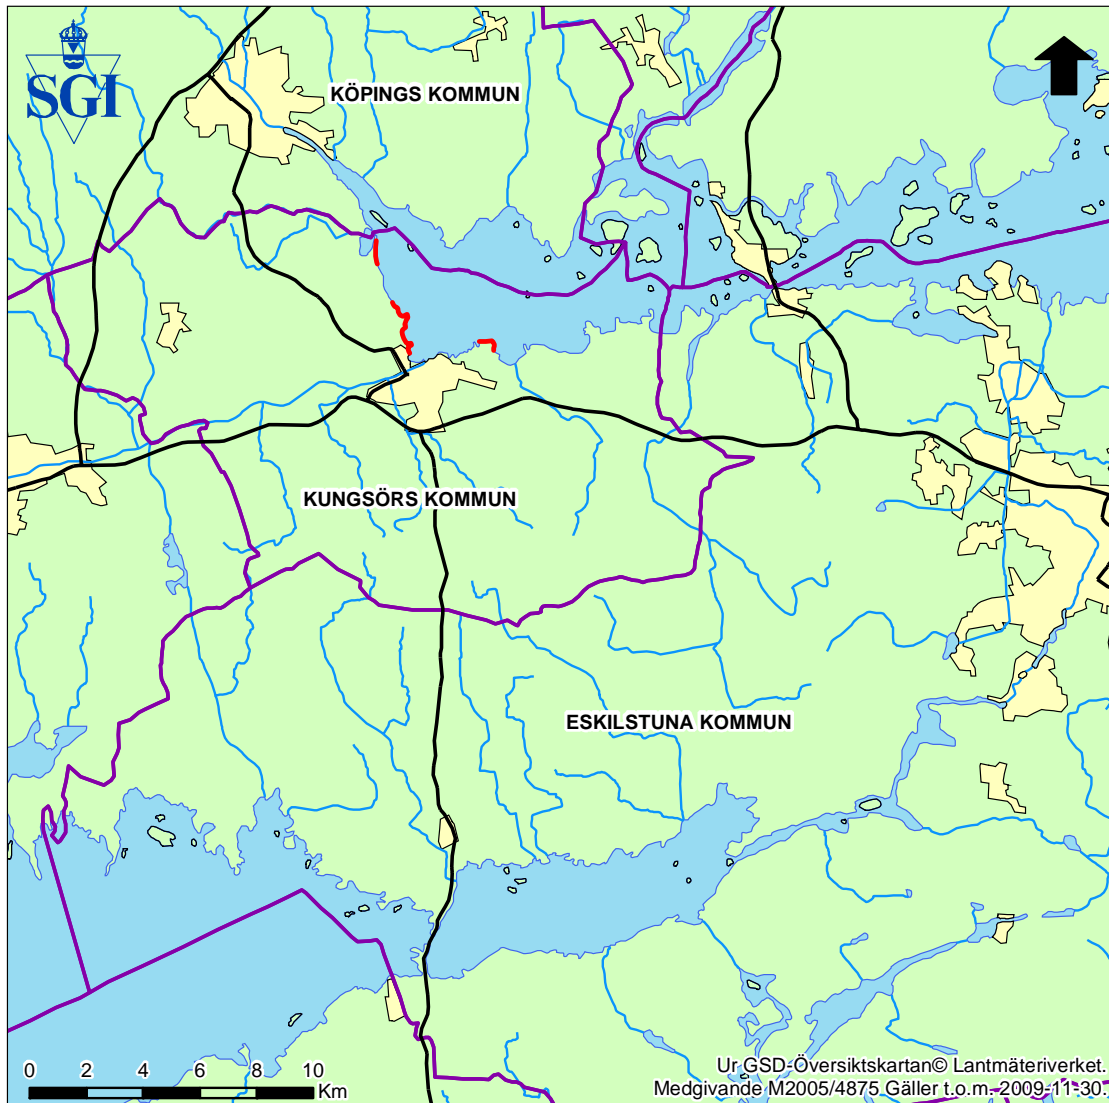 SGI
KÖPINGS KOMMUN
KUNGSÖRS KOMMUN
ESKILSTUNA KOMMUN
0 2 4 6 8 10
Km
Ur GSD-Översiktskartan© Lantmäteriverket.
Medgivande M2005/4875 Gäller t.o.m. 2009-11-30.